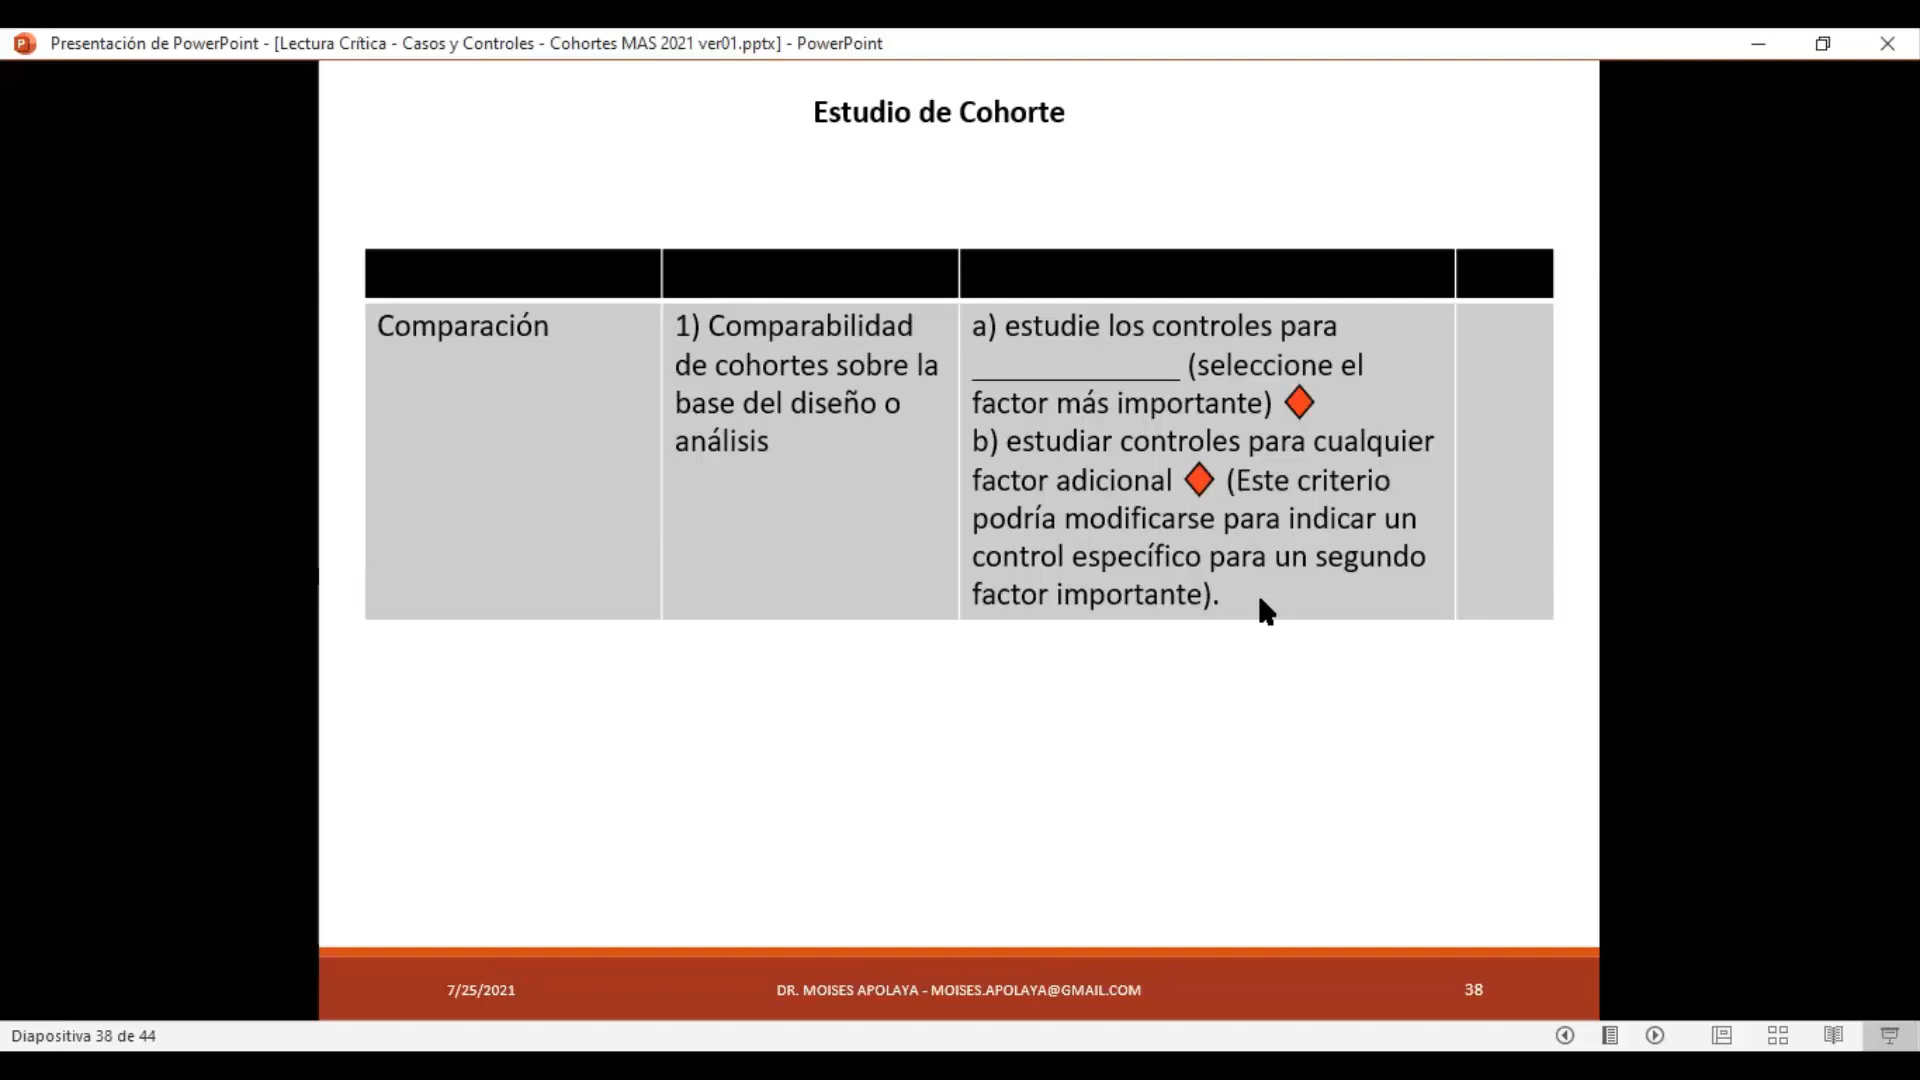 Presentación de PowerPoint - [Lectura Crítica - Casos y Controles - Cohortes MAS 2021 ver01.pptx] - PowerPoint
Estudio de Cohorte
Comparación
1) Comparabilidad
de cohortes sobre la
base del diseño o
análisis
a) estudie los controles para
______________ (seleccione el
factor más importante)
b) estudiar controles para cualquier
factor adicional (Este criterio
podría modificarse para indicar un
control específico para un segundo
factor importante).
7/25/2021
DR. MOISES APOLAYA - MOISES.APOLAYA@GMAIL.COM
38
Diapositiva 38 de 44